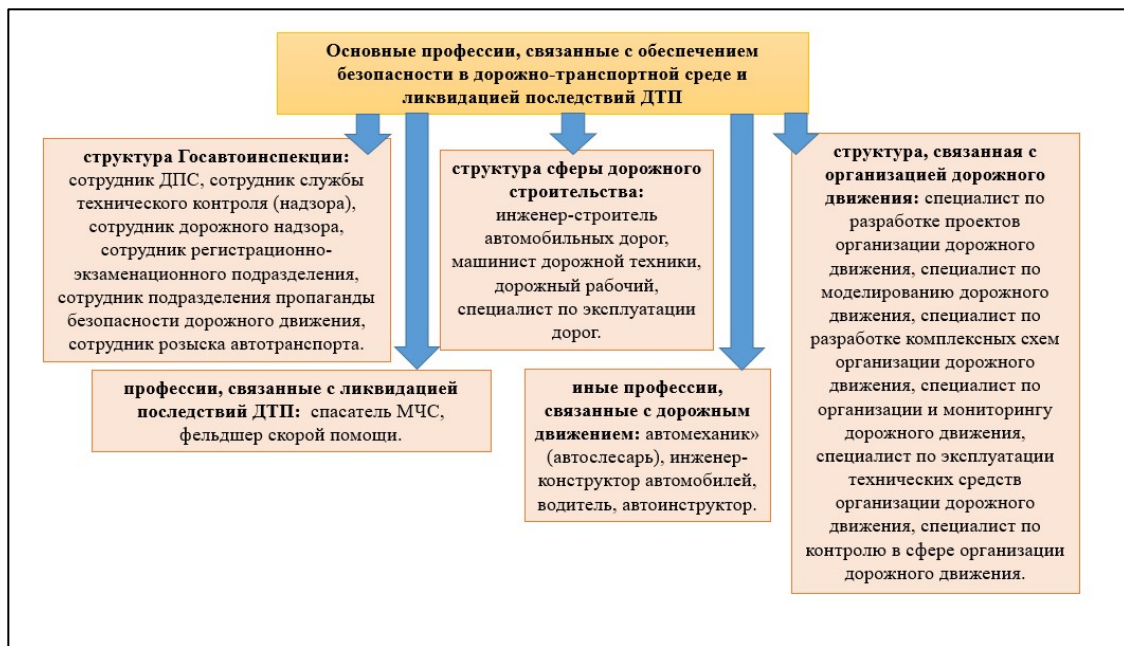 Основные профессии, связанные с обеспечением
безопасности в дорожно-транспортной среде и
ликвидацией последствий ДТП
структура Госавтоинспекции:
сотрудник ДПС, сотрудник службы
технического контроля (надзора),
сотрудник дорожного надзора,
сотрудник регистрационно-
экзаменационного подразделения,
сотрудник подразделения пропаганды
безопасности дорожного движения,
сотрудник розыска автотранспорта.
структура сферы дорожного
строительства:
инженер-строитель
автомобильных дорог,
машинист дорожной техники,
дорожный рабочий,
специалист по эксплуатации
дорог.
структура, связанная с
организацией дорожного
движения: специалист по
разработке проектов
организации дорожного
движения, специалист по
моделированию дорожного
движения, специалист по
разработке комплексных схем
организации дорожного
движения, специалист по
организации и мониторингу
дорожного движения,
специалист по эксплуатации
технических средств
организации дорожного
движения, специалист по
контролю в сфере организации
дорожного движения.
профессии, связанные с ликвидацией
последствий ДТП: спасатель МЧС,
фельдшер скорой помощи.
иные профессии,
связанные с дорожным
движением: автомеханик»
(автослесарь), инженер-
конструктор автомобилей,
водитель, автоинструктор.